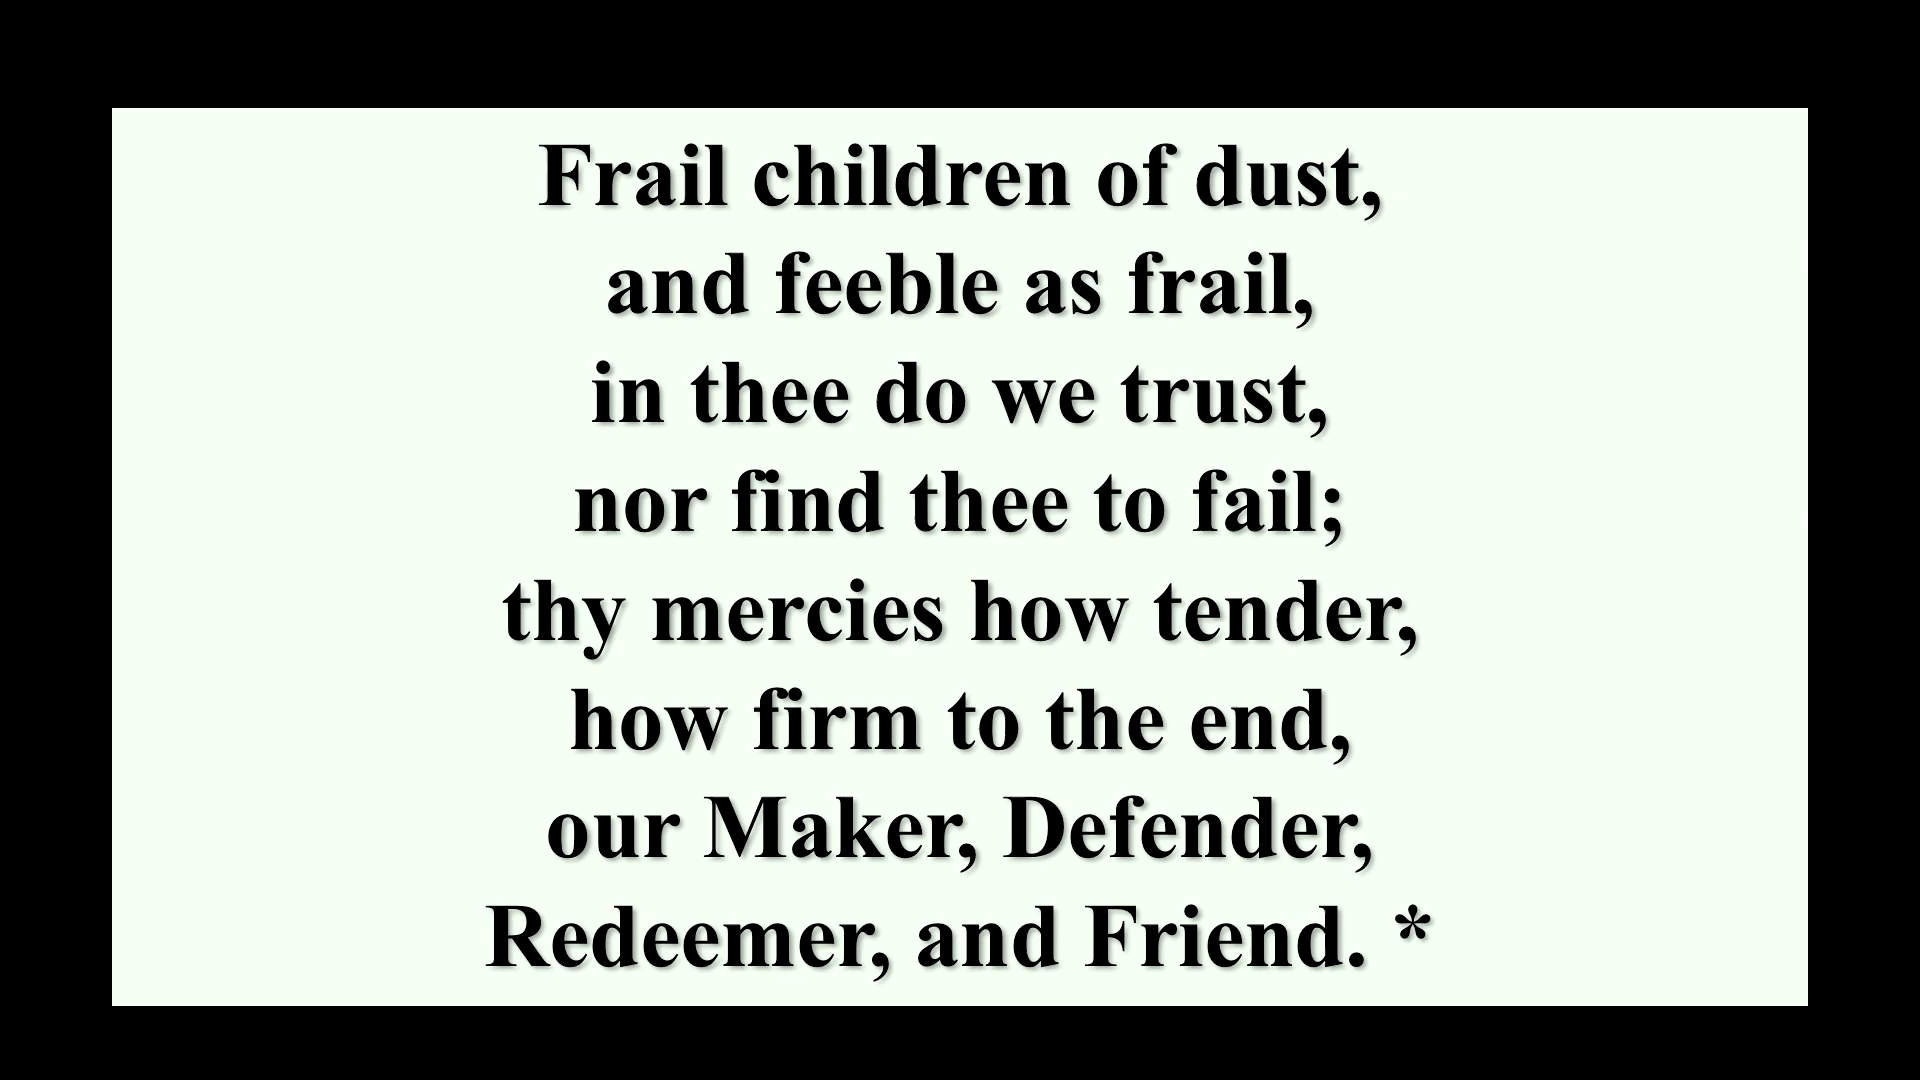 Frail children of dust,
and feeble as frail,
in thee do we trust,
nor find thee to fail;
thy mercies how tender,
how firm to the end,
our Maker, Defender,
Redeemer, and Friend. *